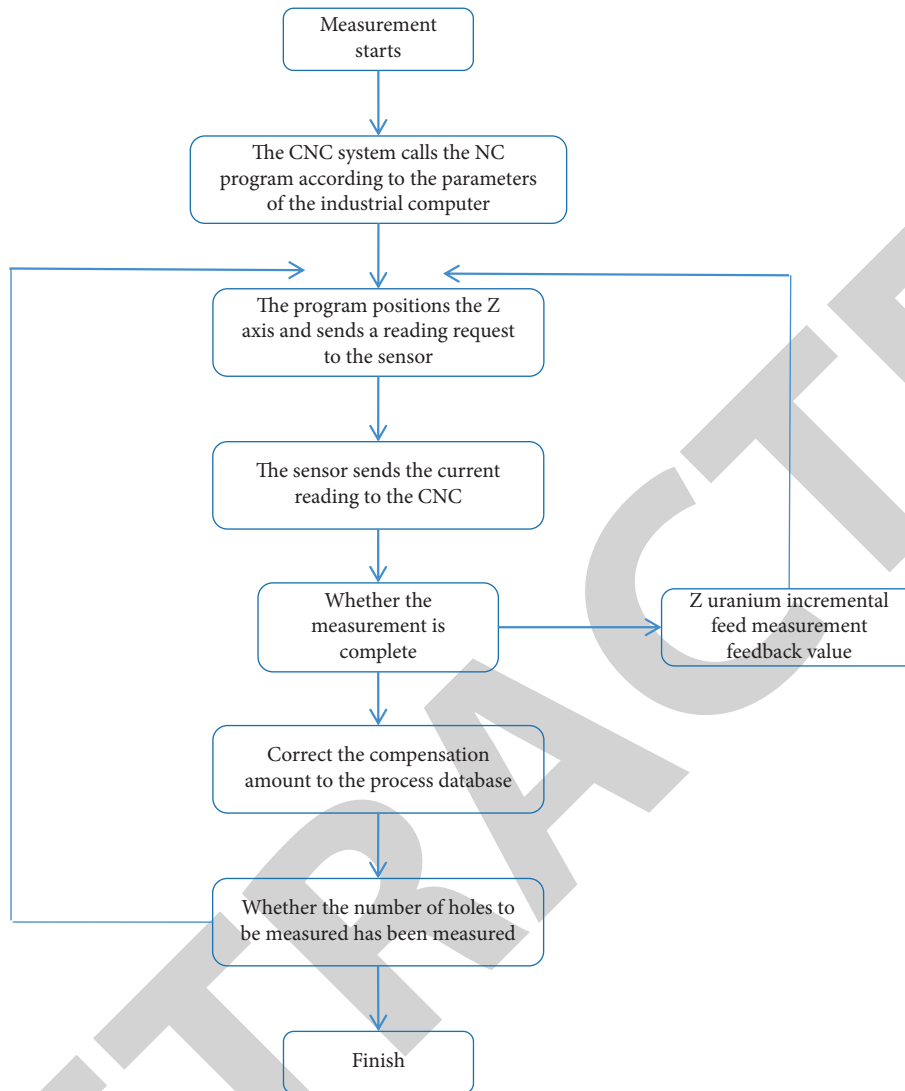 Measurement
starts
The CNC system calls the NC
program according to the parameters
of the industrial computer
The program positions the Z
axis and sends a reading request
to the sensor
The sensor sends the current
reading to the CNC
Whether the
measurement is
complete
Z uranium incremental
feed measurement
feedback value
Correct the compensation
amount to the process database
Whether the number of holes to
be measured has been measured
Finish
TRACTE